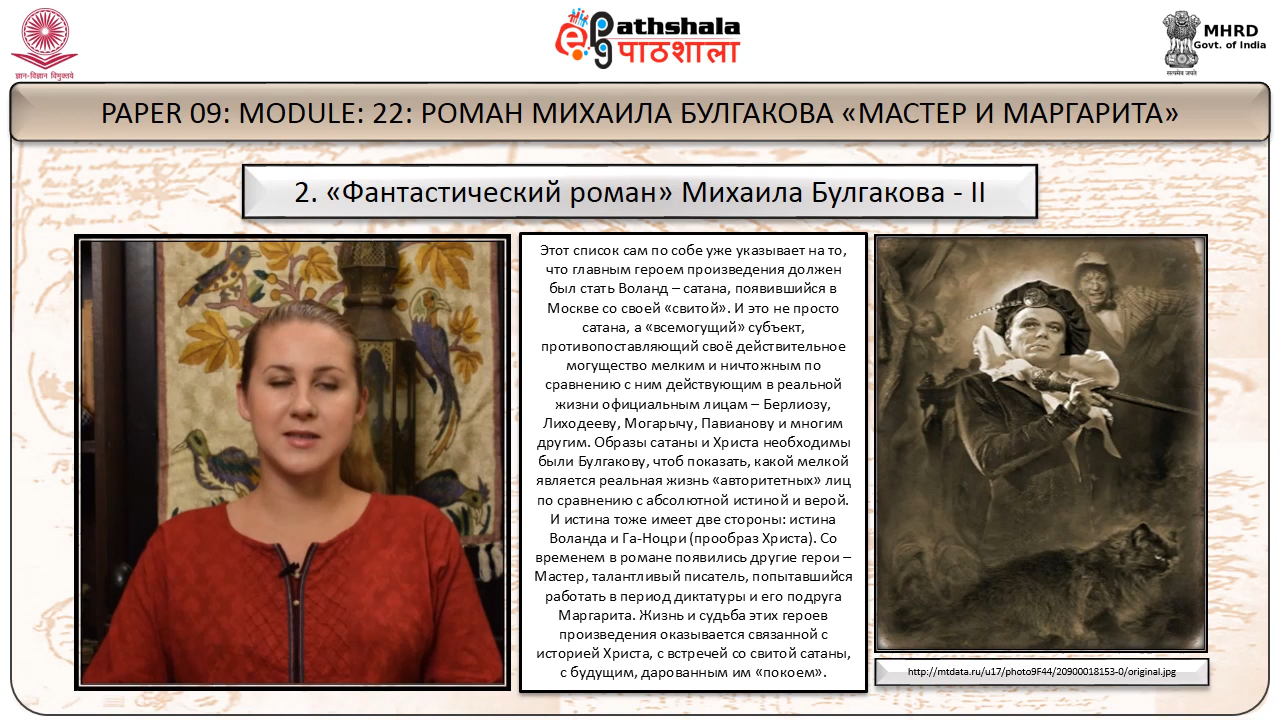 ज्ञान-विज्ञान विमुक्तये
ePathshala
पाठशाला
MHRD
Govt. of India
सत्यमेव जयते
PAPER 09: MODULE: 22: РОМАН МИХАИЛА БУЛГАКОВА «МАСТЕР И МАРГАРИТА»
2. «Фантастический роман» Михаила Булгакова - II
Этот список сам по себе уже указывает на то,
что главным героем произведения должен
был стать Воланд – сатана, появившийся в
Москве со своей «свитой». И это не просто
сатана, а «всемогущий» субъект,
противопоставляющий своё действительное
могущество мелким и ничтожным по
сравнению с ним действующим в реальной
жизни официальным лицам – Берлиозу,
Лиходееву, Могарычу, Павианову и многим
другим. Образы сатаны и Христа необходимы
были Булгакову, чтоб показать, какой мелкой
является реальная жизнь «авторитетных» лиц
по сравнению с абсолютной истиной и верой.
И истина тоже имеет две стороны: истина
Воланда и Га-Ноцри (прообраз Христа). Со
временем в романе появились другие герои –
Мастер, талантливый писатель, попытавшийся
работать в период диктатуры и его подруга
Маргарита. Жизнь и судьба этих героев
произведения оказывается связанной с
историей Христа, с встречей со свитой сатаны,
с будущим, дарованным им «покоем».
http://mtdata.ru/u17/photo9F44/20900018153-0/original.jpg